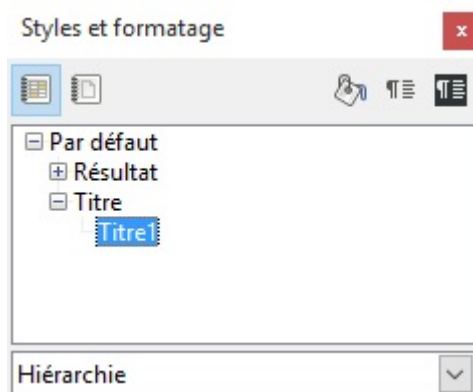 Styles et formatage
Par défaut
Résultat
Titre
Titre1
Hiérarchie